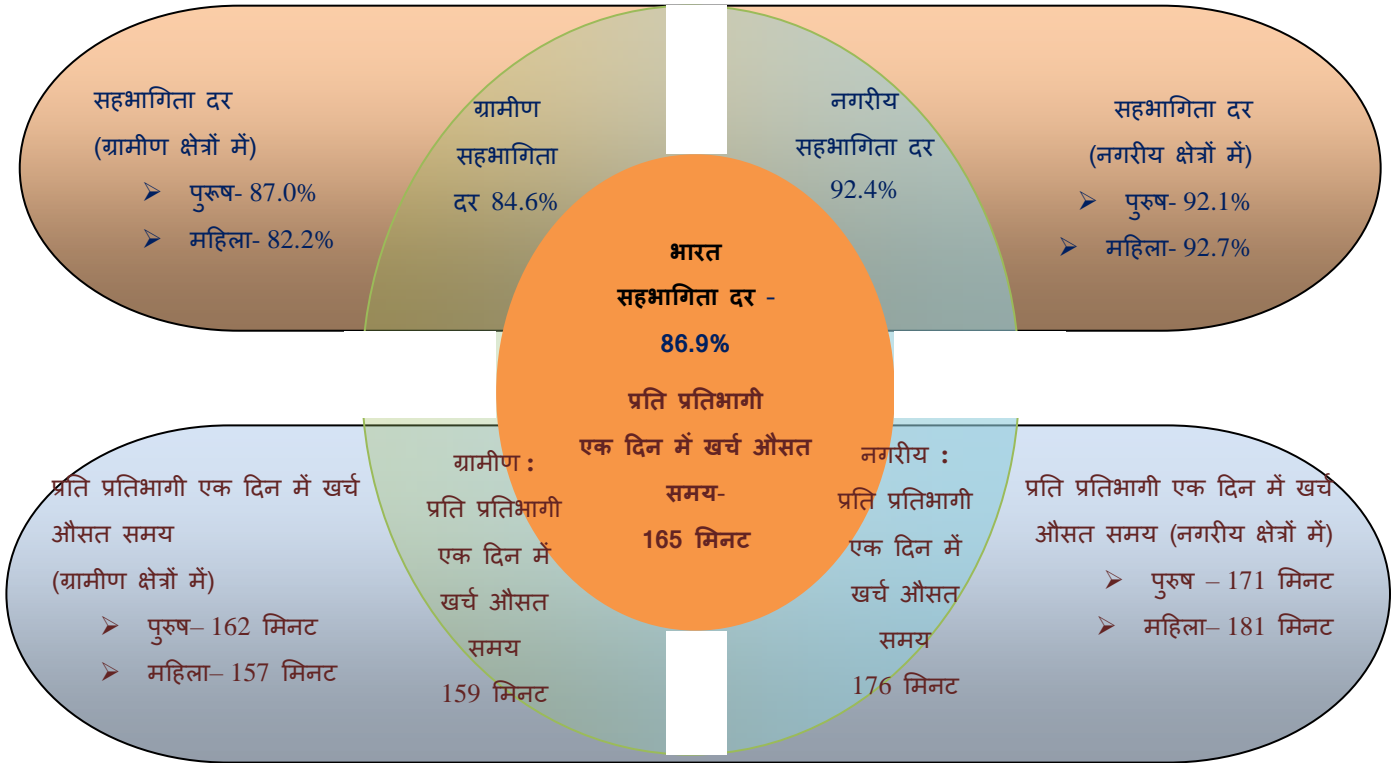 सहभागिता दर
(ग्रामीण क्षेत्रों में)
➢ पुरूष- 87.0%
➢ महिला- 82.2%
ग्रामीण
सहभागिता
दर 84.6%
नगरीय
सहभागिता दर
92.4%
सहभागिता दर
(नगरीय क्षेत्रों में)
➢ पुरुष- 92.1%
➢ महिला- 92.7%
भारत
सहभागिता दर -
86.9%
प्रति प्रतिभागी
एक दिन में खर्च औसत
समय-
165 मिनट
प्रति प्रतिभागी एक दिन में खर्च
औसत समय
(ग्रामीण क्षेत्रों में)
➢ पुरुष– 162 मिनट
➢ महिला– 157 मिनट
ग्रामीण :
प्रति प्रतिभागी
एक दिन में
खर्च औसत
समय
159 मिनट
नगरीय :
प्रति प्रतिभागी
एक दिन में
खर्च औसत
समय
176 मिनट
प्रति प्रतिभागी एक दिन में खर्च
औसत समय (नगरीय क्षेत्रों में)
➢ पुरुष – 171 मिनट
➢ महिला– 181 मिनट